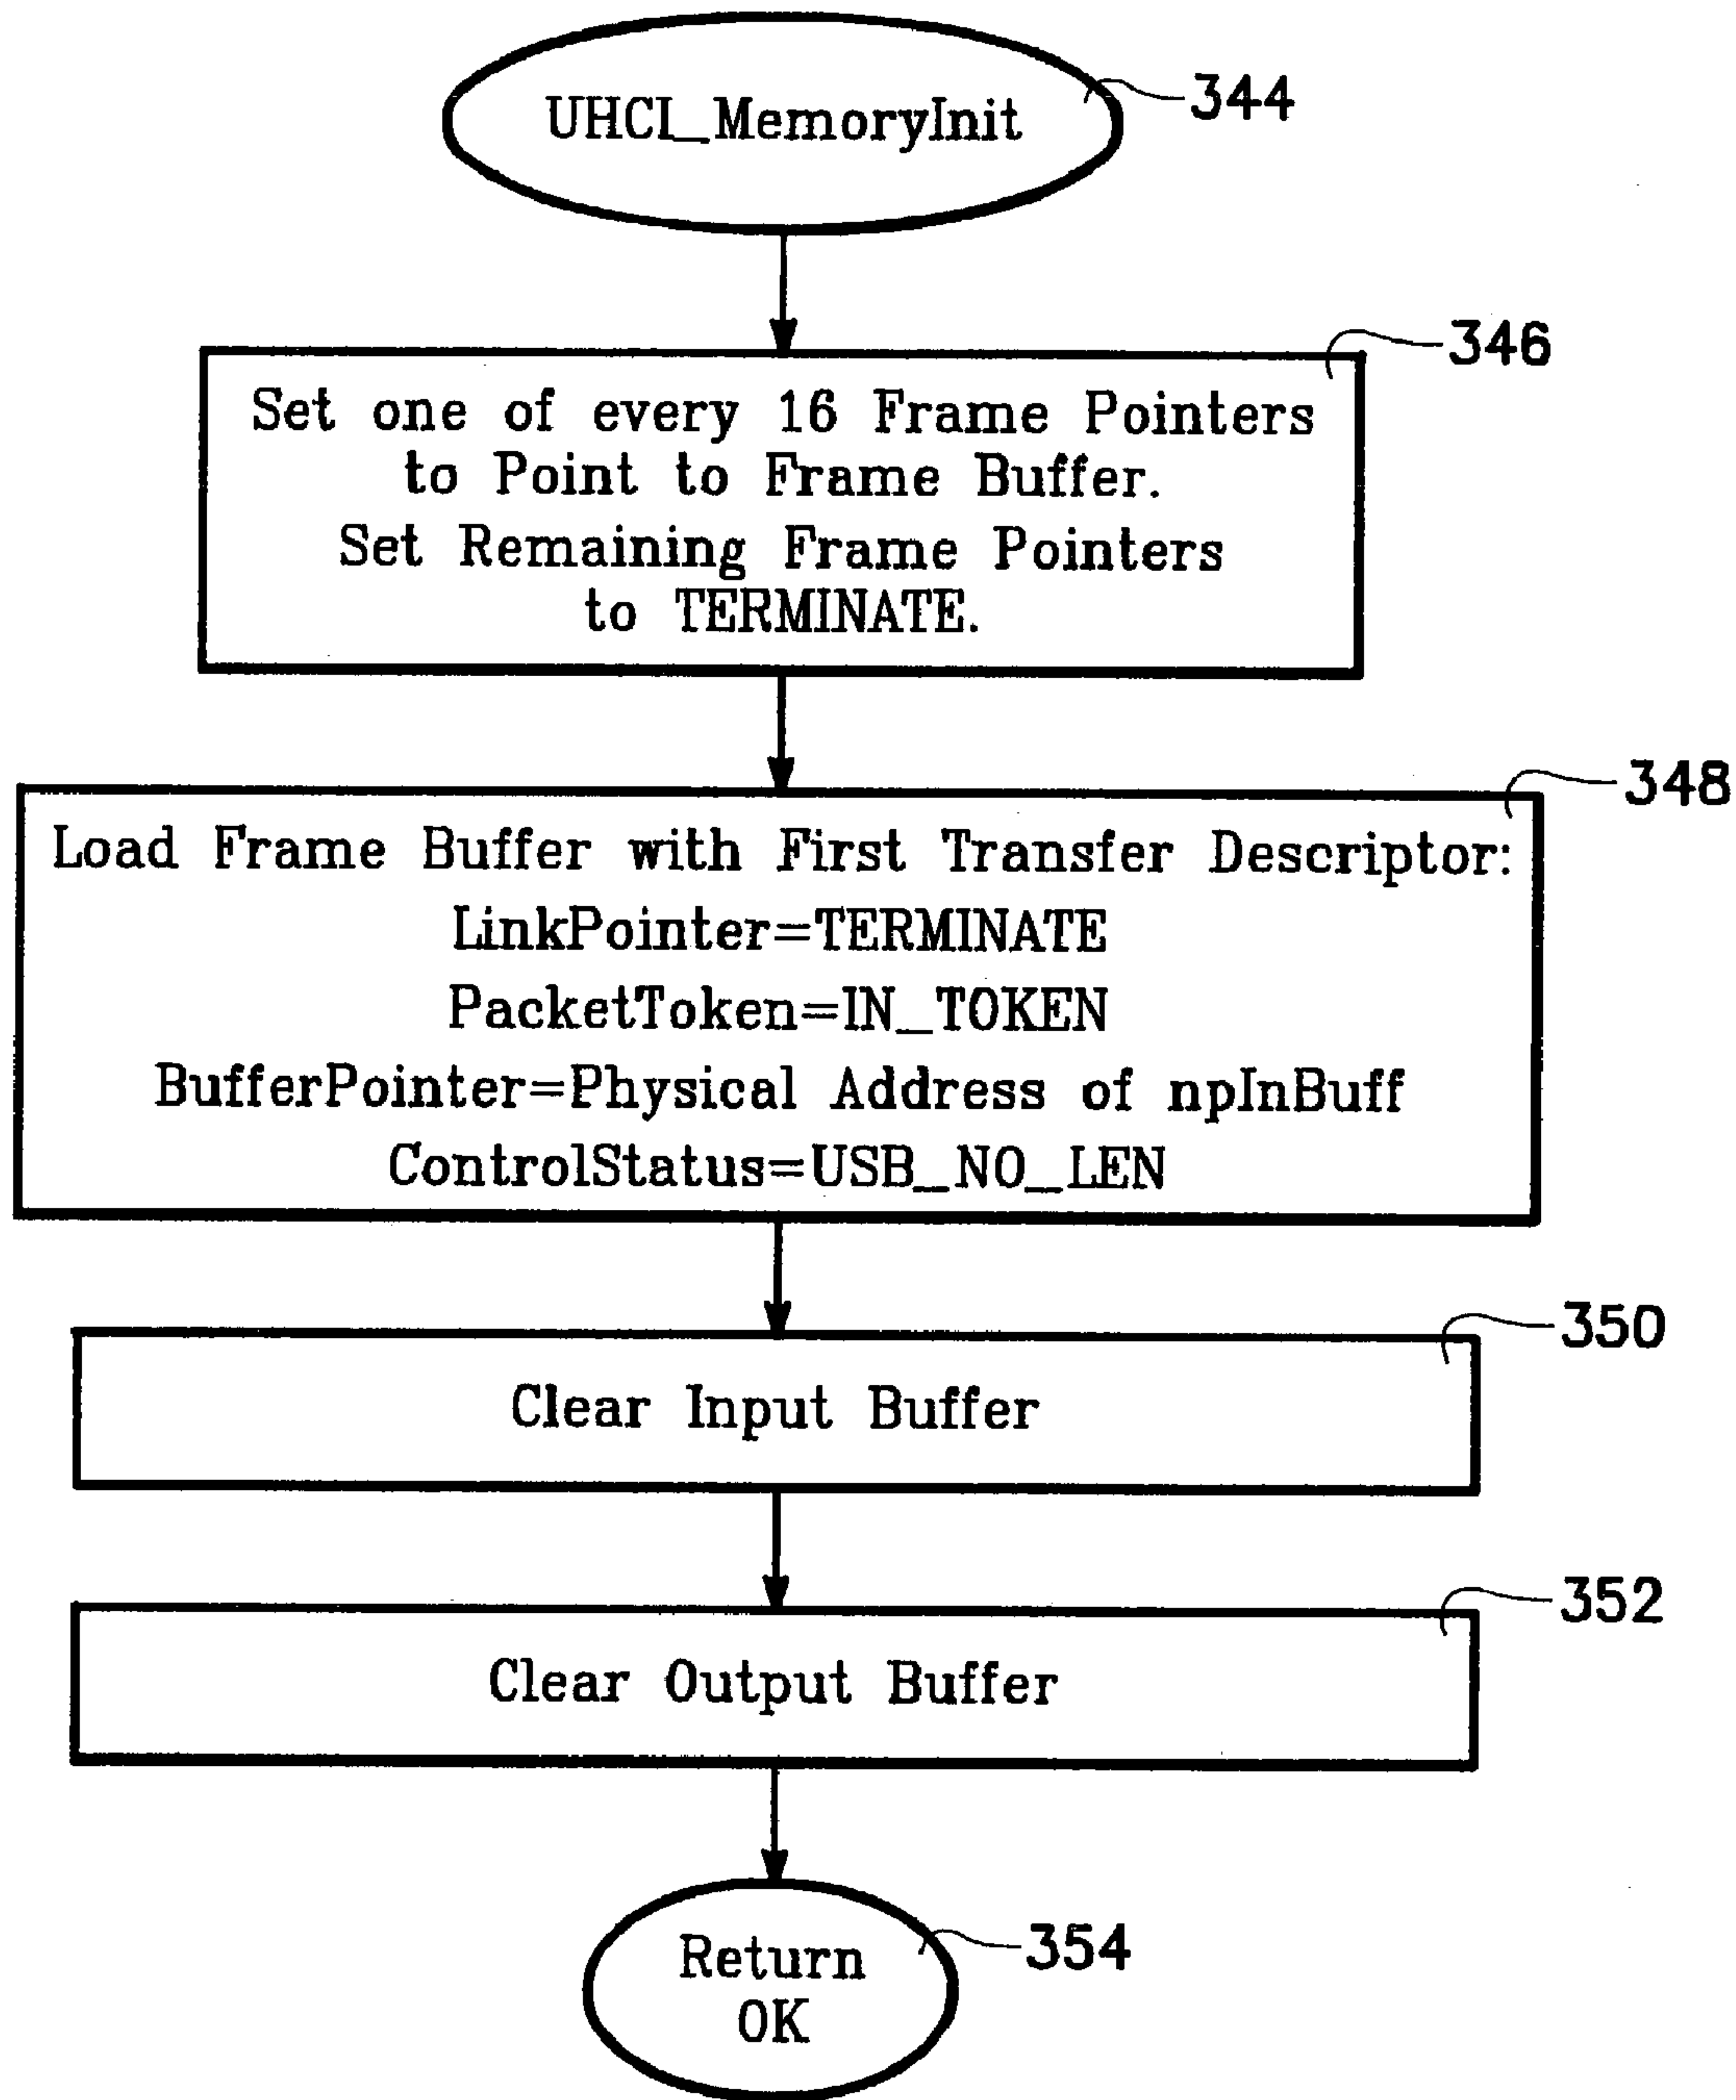 UHCI_MemoryInit
344
346
Set one of every 16 Frame Pointers
to Point to Frame Buffer.
Set Remaining Frame Pointers
to TERMINATE.
348
Load Frame Buffer with First Transfer Descriptor:
LinkPointer=TERMINATE
PacketToken=IN_TOKEN
BufferPointer=Physical Address of npInBuff
ControlStatus=USB_NO_LEN
350
Clear Input Buffer
352
Clear Output Buffer
354
Return
OK